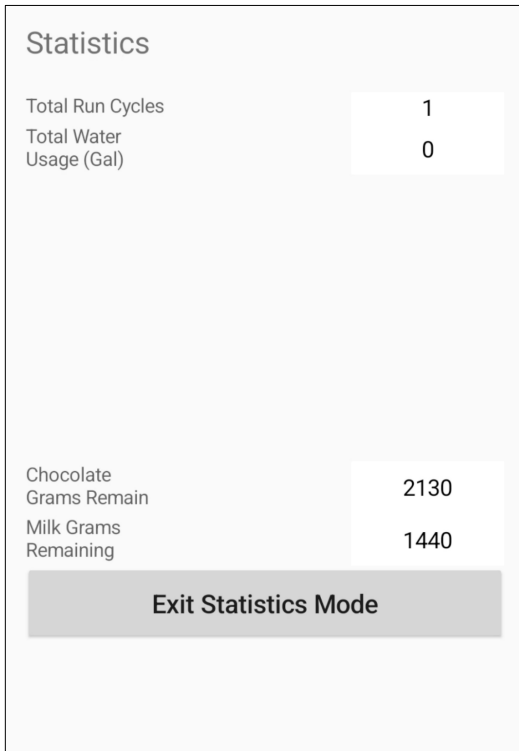 Statistics
Total Run Cycles 1
Total Water
Usage (Gal) 0
Chocolate
Grams Remain 2130
Milk Grams
Remaining 1440
Exit Statistics Mode